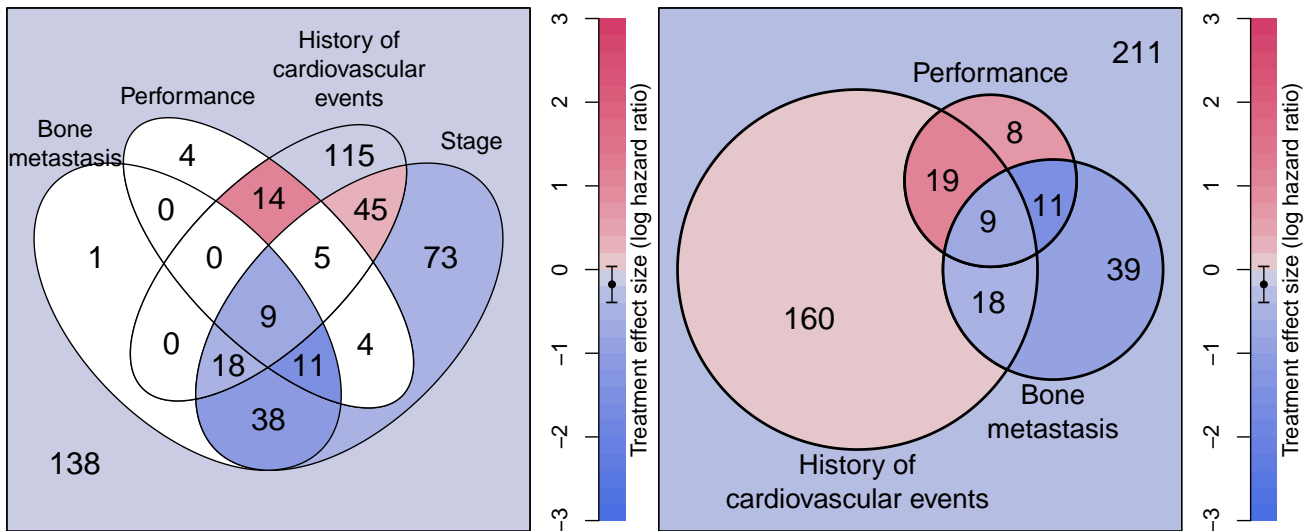 History of
cardiovascular
events
Performance
Bone
metastasis
Stage
4
115
0
14
45
1
0
5
73
9
0
18
11
4
38
138
3
2
1
0
−1
−2
−3
Treatment effect size (log hazard ratio)
211
Performance
8
19
9
11
39
18
160
Bone
metastasis
History of
cardiovascular events
3
2
1
0
−1
−2
−3
Treatment effect size (log hazard ratio)